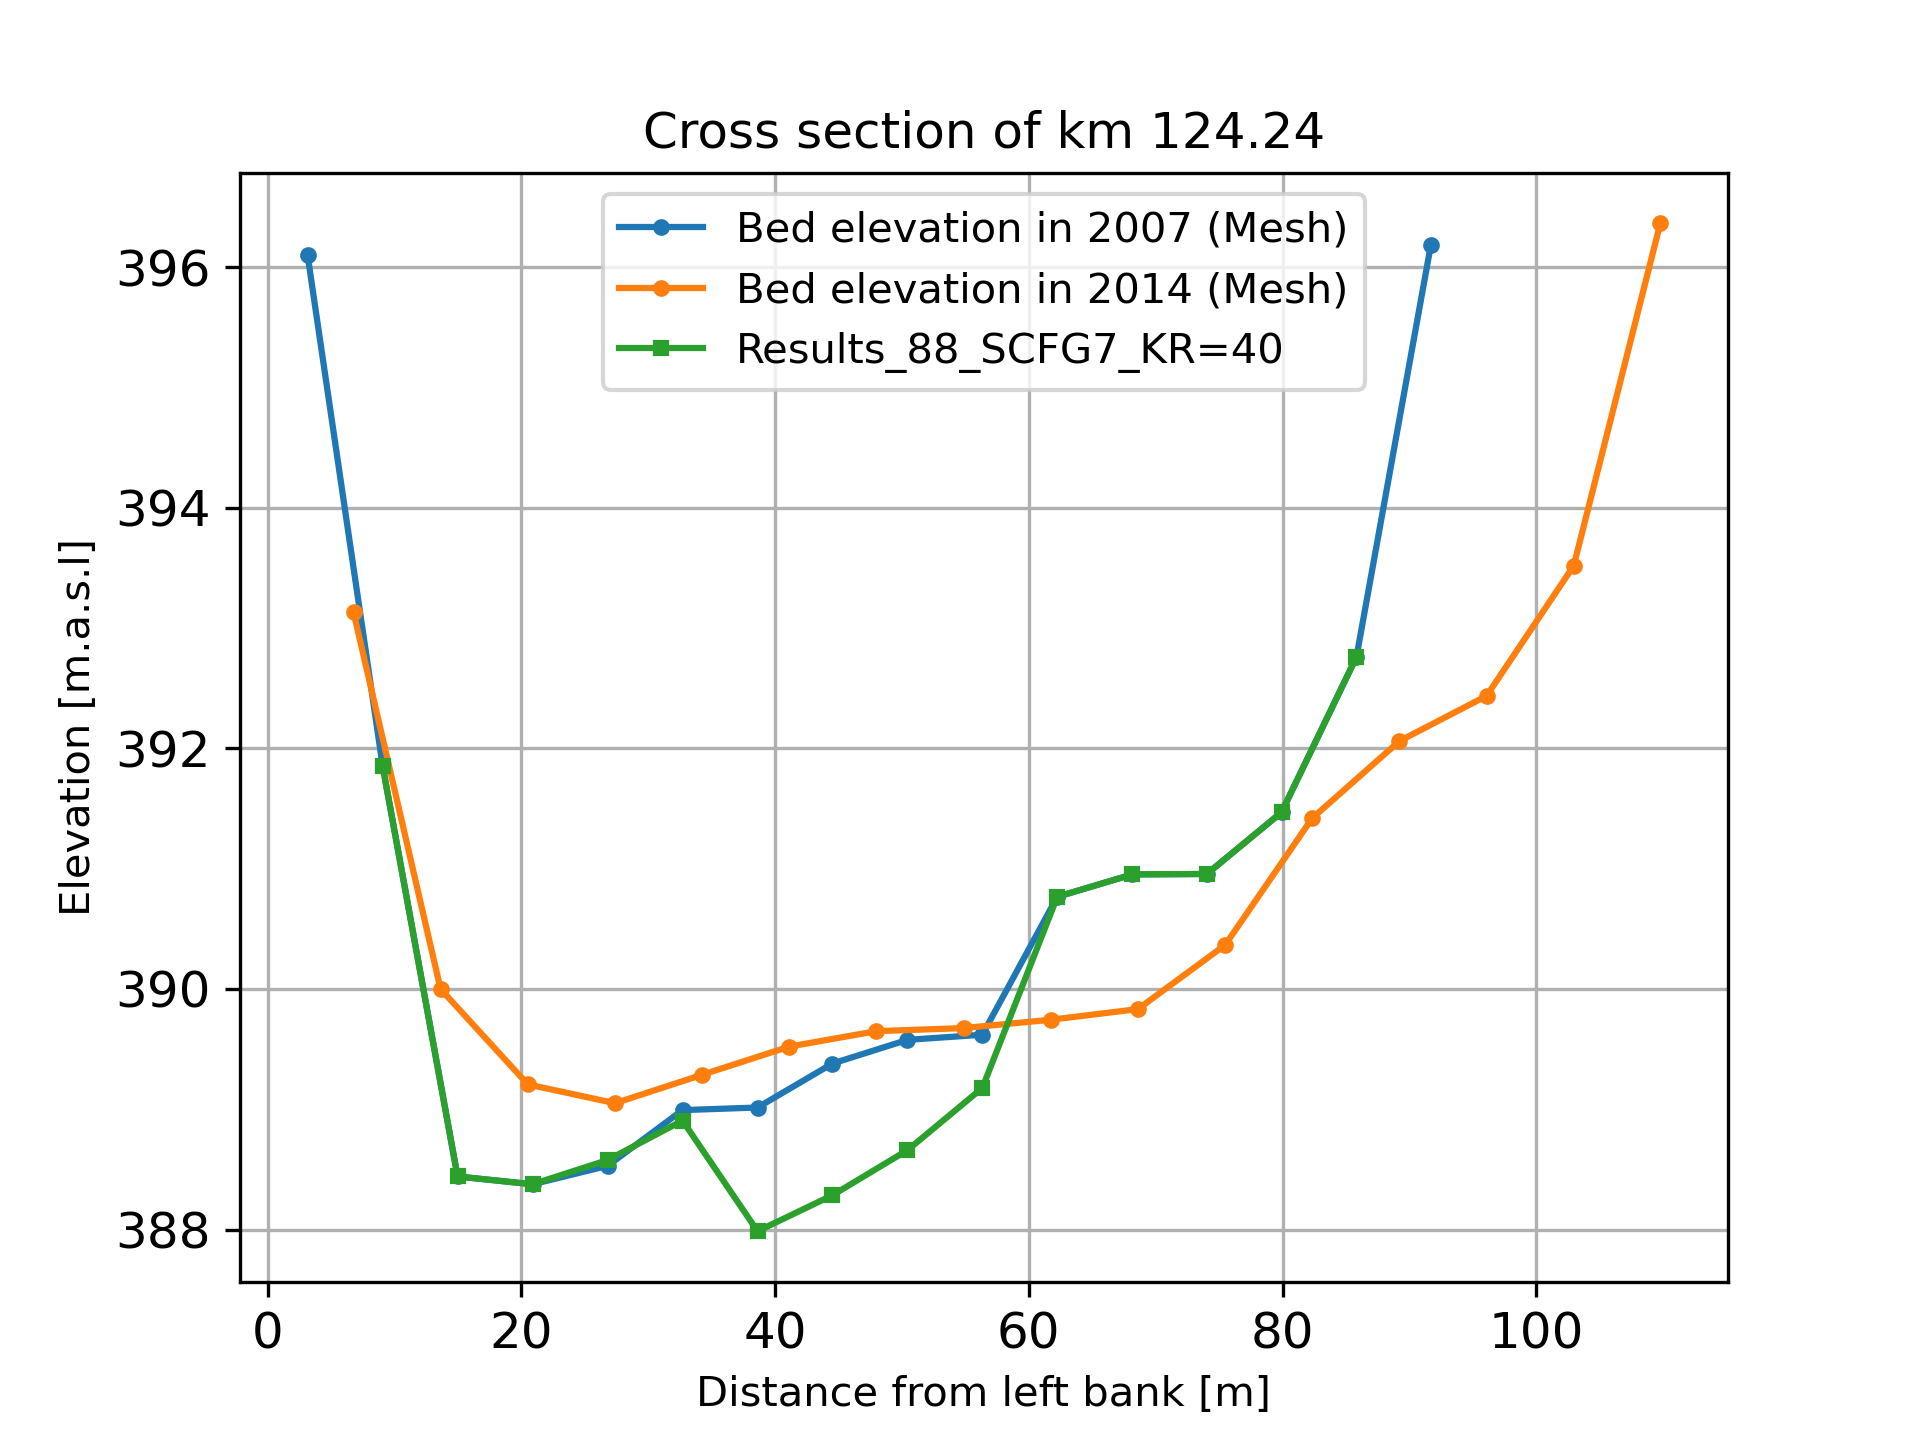 Cross section of km 124.24
Bed elevation in 2007 (Mesh)
Bed elevation in 2014 (Mesh)
Results_88_SCFG7_KR=40
396
394
392
390
388
Elevation [m.a.s.l]
0 20 40 60 80 100
Distance from left bank [m]